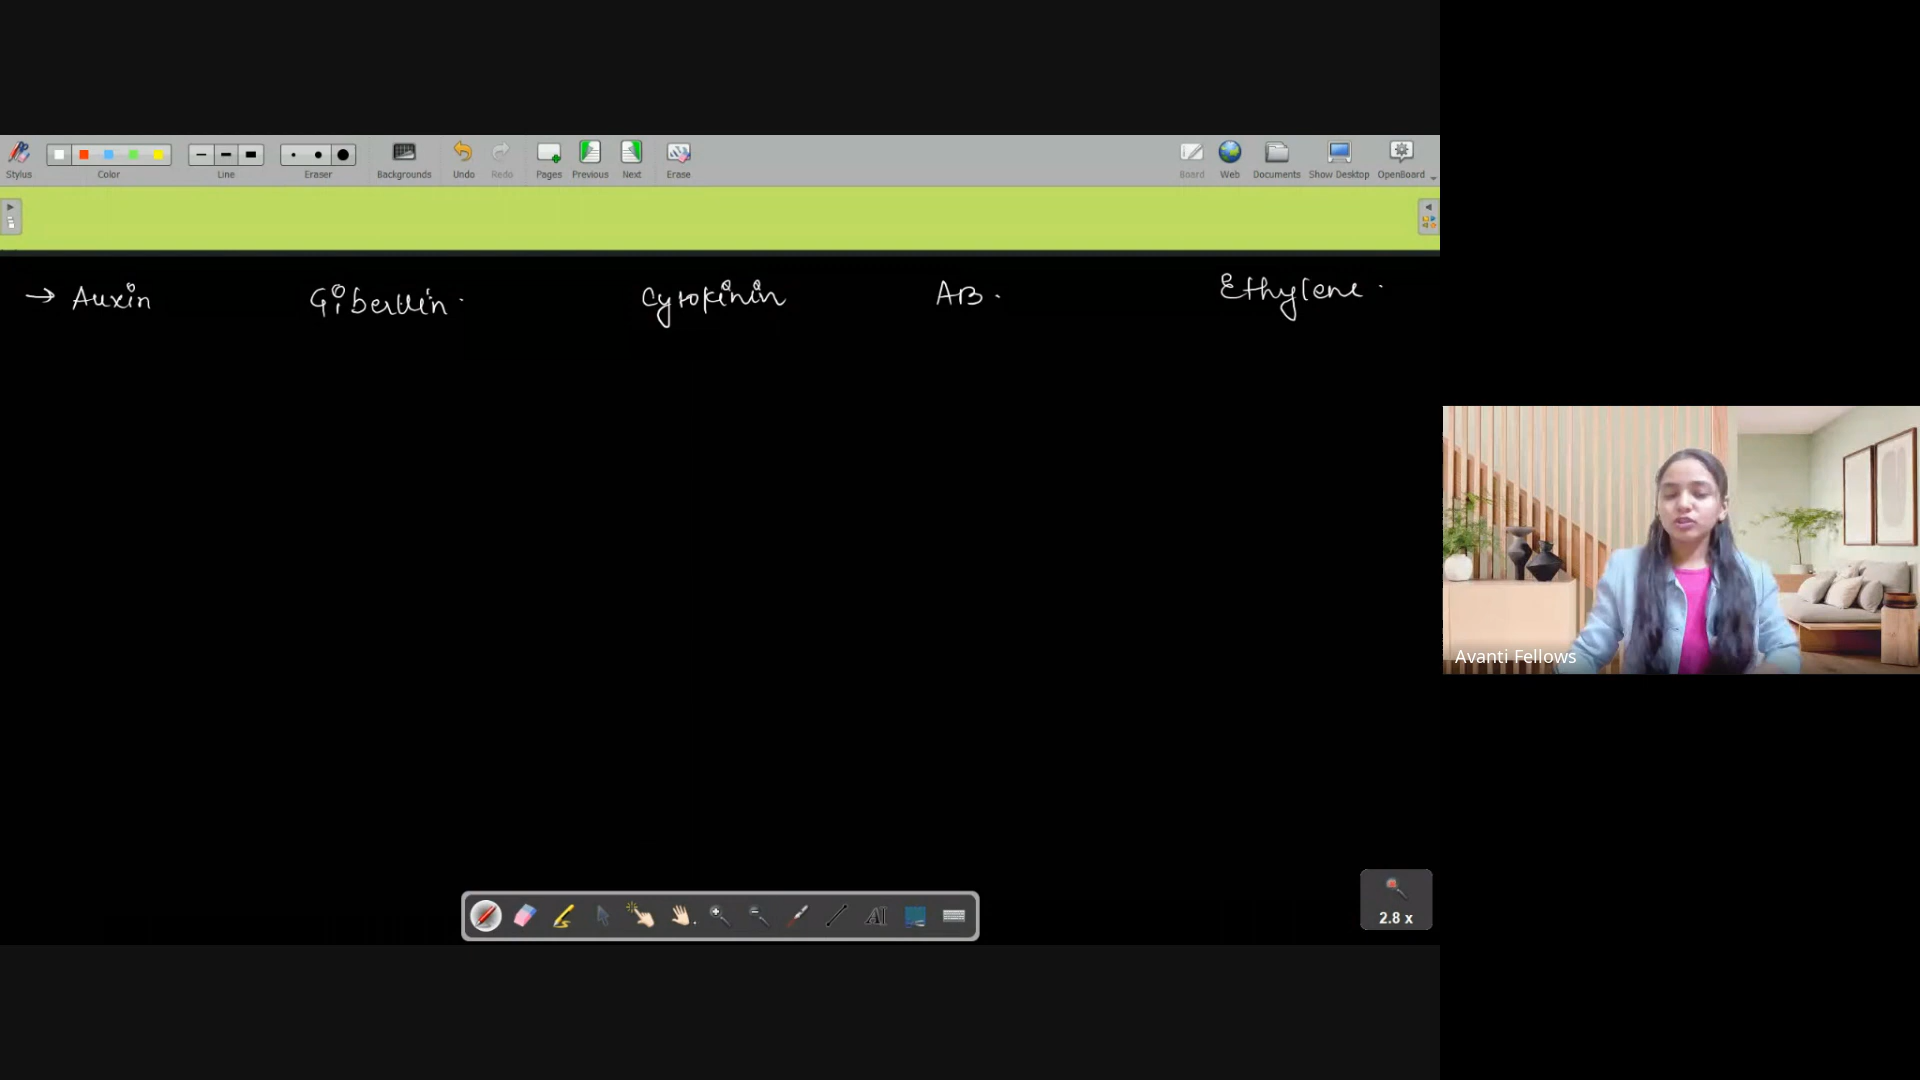 Stylus Color Line Eraser Backgrounds Undo Redo Pages Previous Next Erase Board Web Documents Show Desktop OpenBoard
→ Auxin Gibertlin. Cytokinin AB. Ethylene.
Avanti Fellows
2.8 x